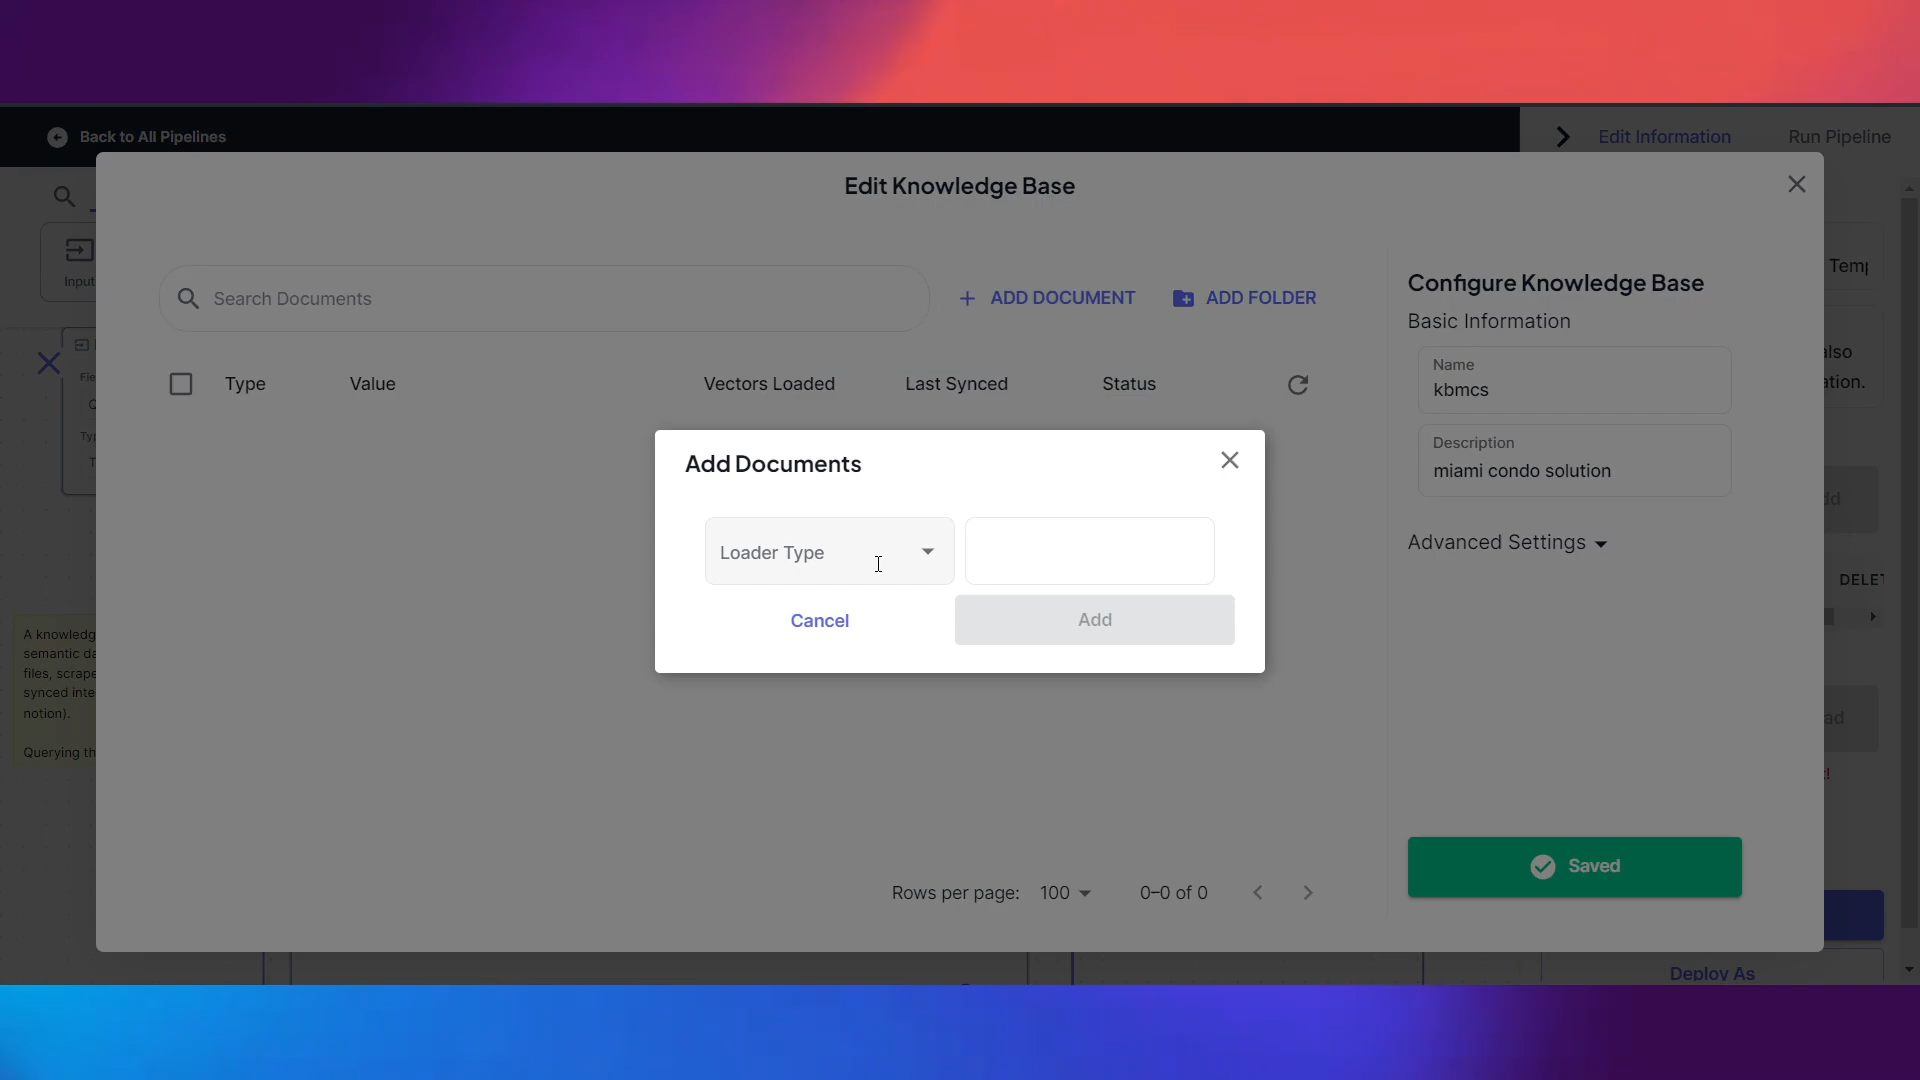 Back to All Pipelines
Edit Information
Run Pipeline
Edit Knowledge Base
Input
Search Documents
ADD DOCUMENT
ADD FOLDER
Type
Value
Vectors Loaded
Last Synced
Status
Configure Knowledge Base
Basic Information
Name
kbmcs
Description
miami condo solution
Advanced Settings
Add Documents
Loader Type
Cancel
Add
A knowledg
semantic da
files, scrape
synced inte
notion).
Querying th
Rows per page:
100
0–0 of 0
Saved
Temp
also
ation.
DELET
Deploy As